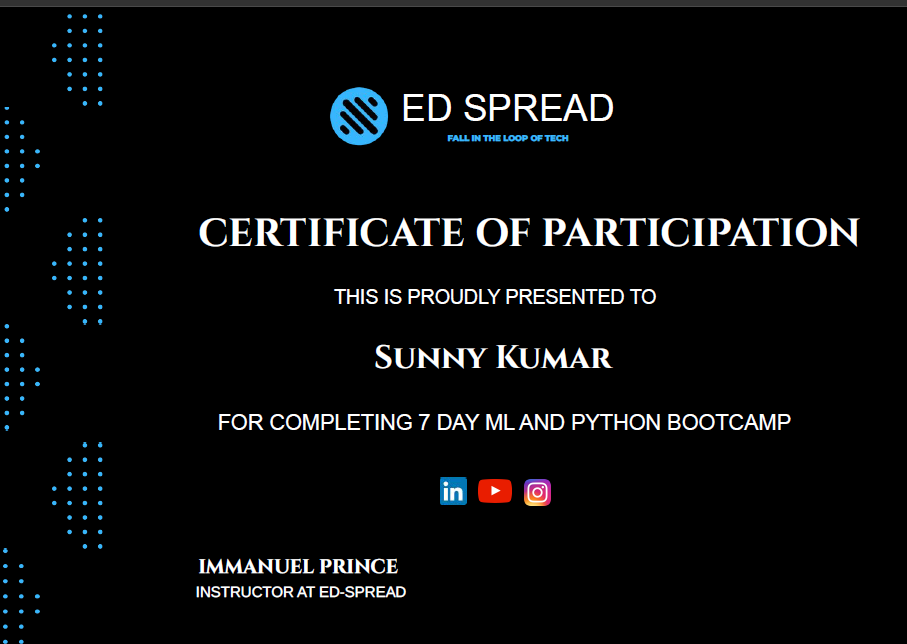 ED SPREAD
FALL IN THE LOOP OF TECH
CERTIFICATE OF PARTICIPATION
THIS IS PROUDLY PRESENTED TO
Sunny Kumar
FOR COMPLETING 7 DAY ML AND PYTHON BOOTCAMP
in
IMMANUEL PRINCE
INSTRUCTOR AT ED-SPREAD